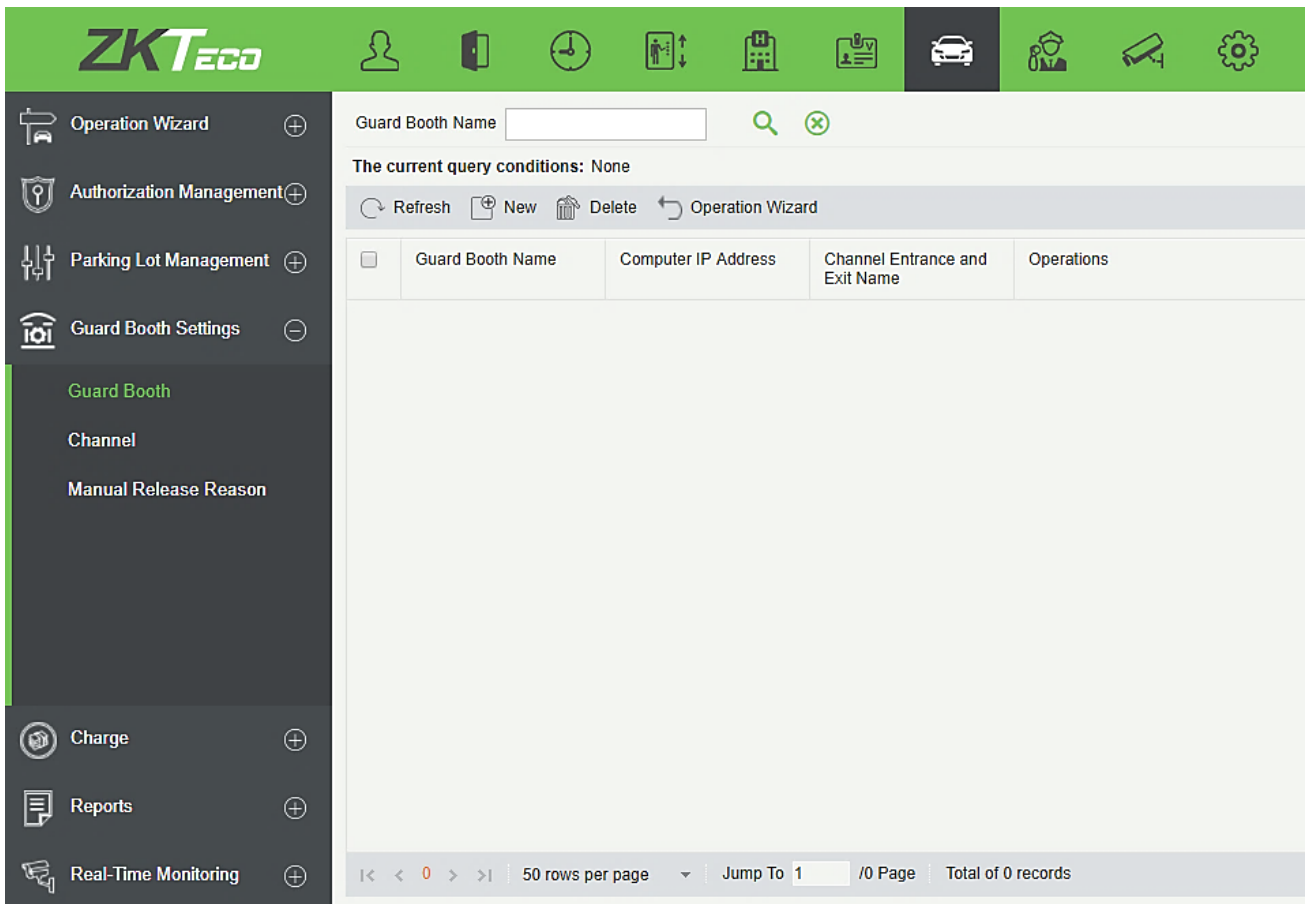 ZKTeco
Operation Wizard
Authorization Management
Parking Lot Management
Guard Booth Settings
Guard Booth
Channel
Manual Release Reason
Charge
Reports
Real-Time Monitoring
Guard Booth Name
The current query conditions: None
Refresh New Delete Operation Wizard
Guard Booth Name Computer IP Address Channel Entrance and Operations
Exit Name
0 50 rows per page Jump To 1 /0 Page Total of 0 records